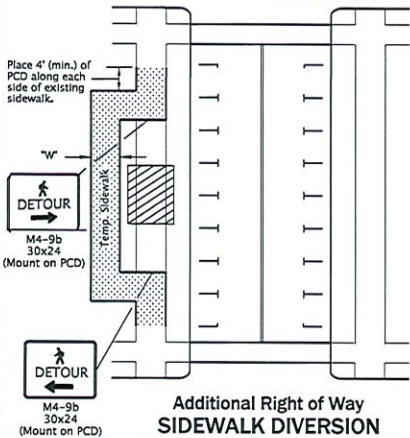 Place 4' (min.) of
PCD along each
side of existing
sidewalk.
"W"
Temp. Sidewalk
DETOUR
M4-9b
30x24
(Mount on PCD)
DETOUR
M4-9b
30x24
(Mount on PCD)
Additional Right of Way
SIDEWALK DIVERSION